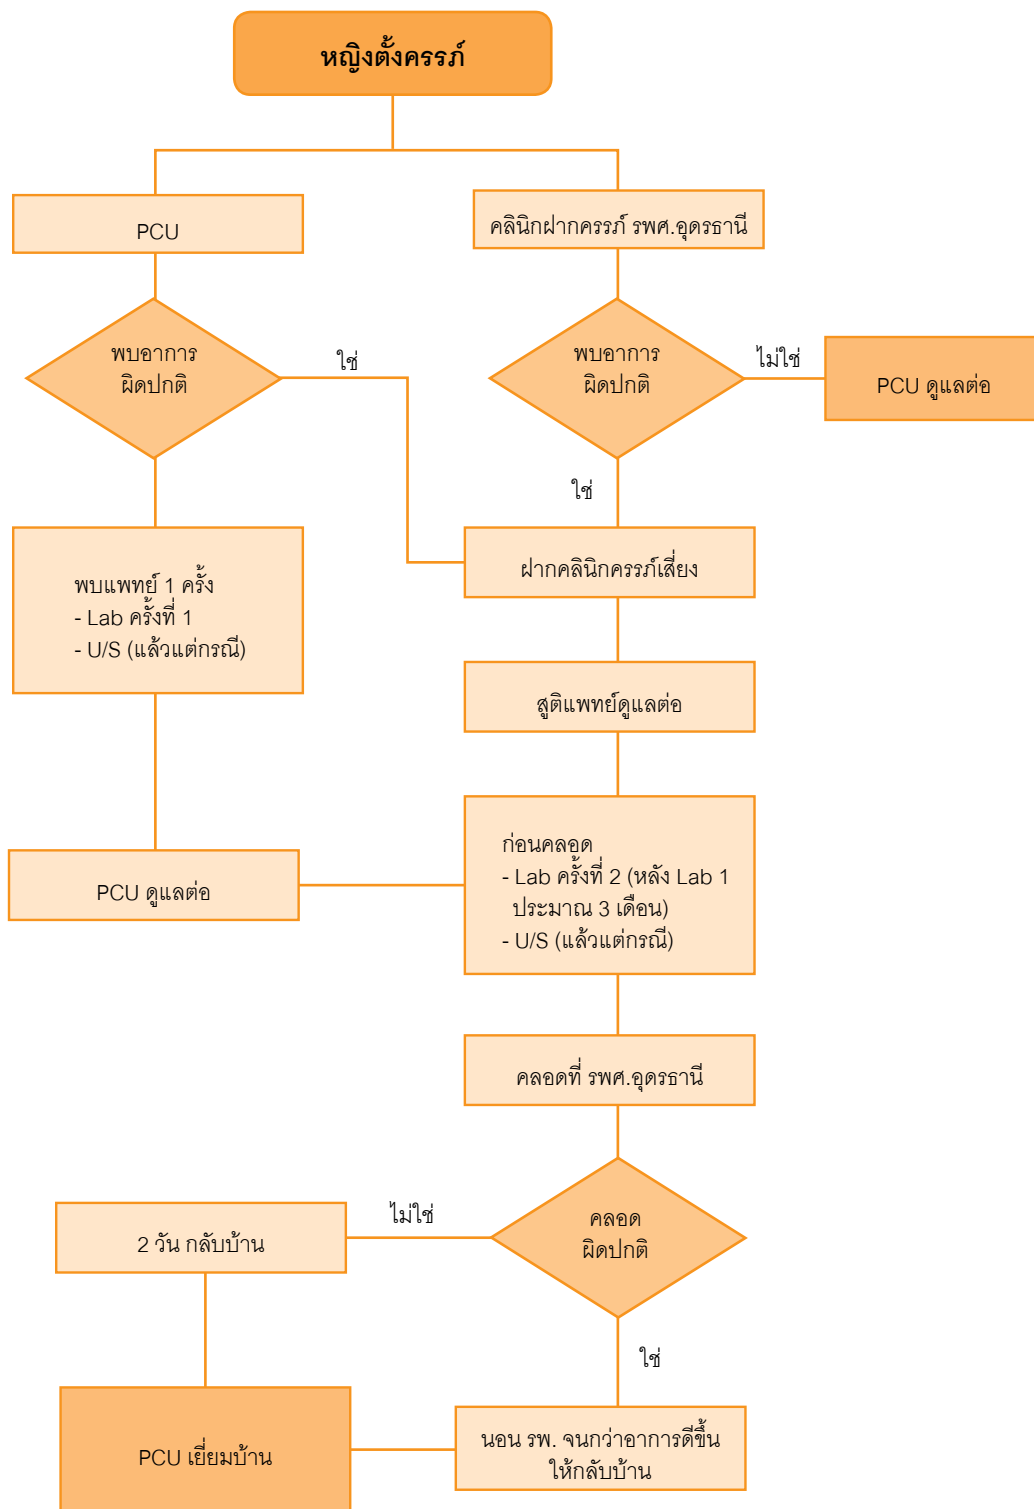 หญิงตั้งครรภ์
PCU
คลินิกฝากครรภ์ รพศ.อุดรธานี
พบอาการ
ผิดปกติ
ใช่
พบอาการ
ผิดปกติ
ไม่ใช่
PCU ดูแลต่อ
ใช่
พบแพทย์ 1 ครั้ง
- Lab ครั้งที่ 1
- U/S (แล้วแต่กรณี)
ฝากคลินิกครรภ์เสี่ยง
สูติแพทย์ดูแลต่อ
PCU ดูแลต่อ
ก่อนคลอด
- Lab ครั้งที่ 2 (หลัง Lab 1
ประมาณ 3 เดือน)
- U/S (แล้วแต่กรณี)
คลอดที่ รพศ.อุดรธานี
คลอด
ผิดปกติ
ไม่ใช่
2 วัน กลับบ้าน
ใช่
PCU เยี่ยมบ้าน
นอน รพ. จนกว่าอาการดีขึ้น
ให้กลับบ้าน